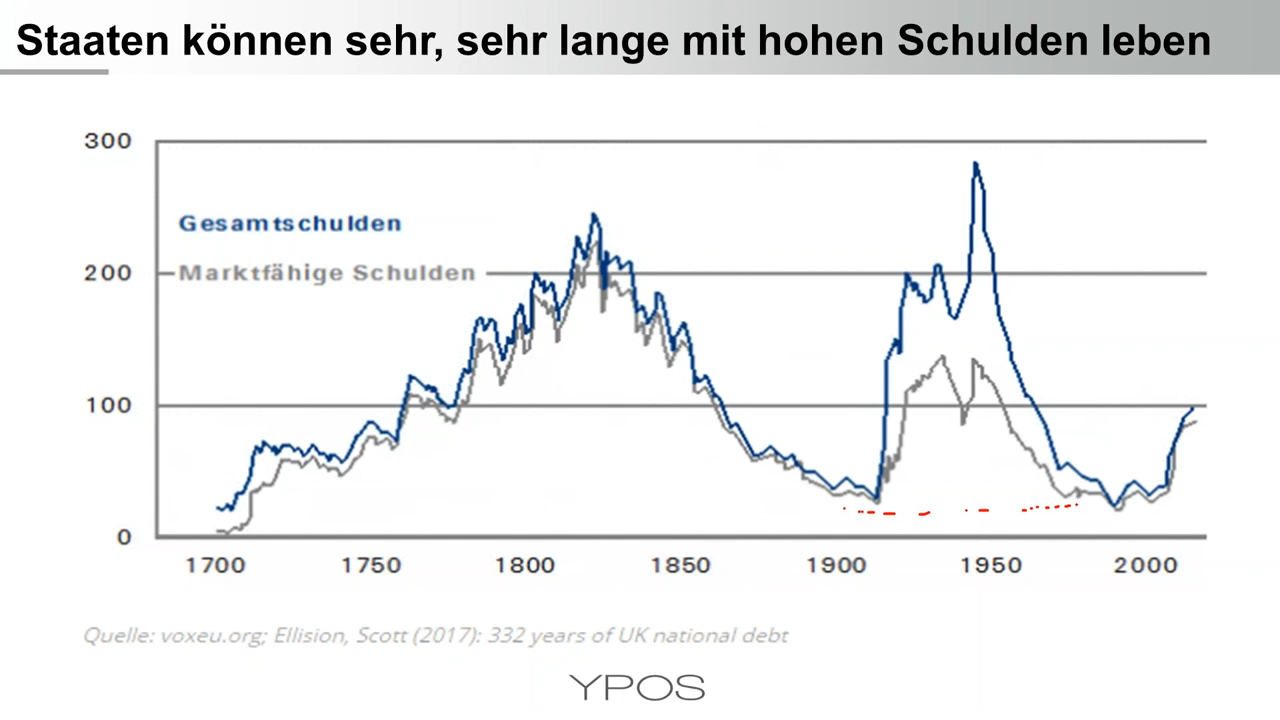 Staaten können sehr, sehr lange mit hohen Schulden leben
300
Gesamtschulden
200
Marktfähige Schulden
100
0
1700 1750 1800 1850 1900 1950 2000
Quelle: voxeu.org; Ellision, Scott (2017): 332 years of UK national debt
YPOS